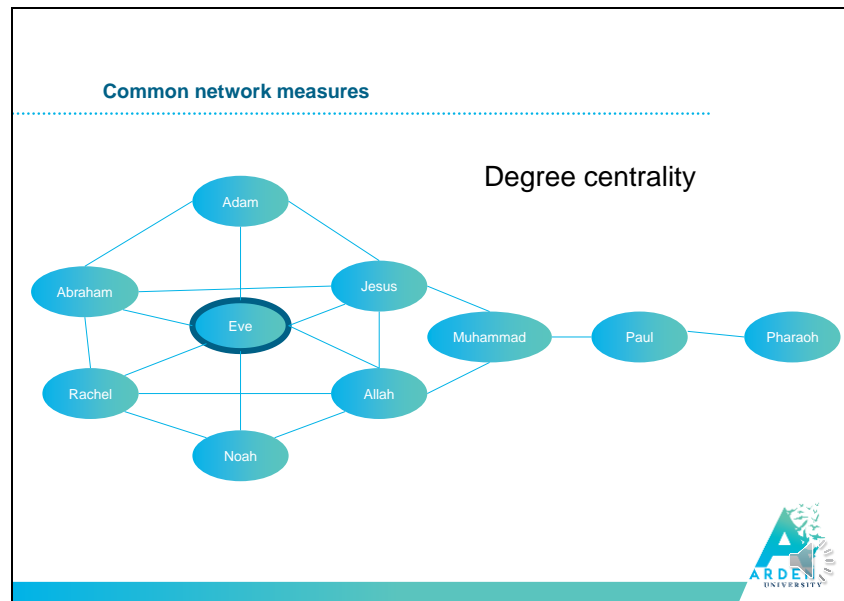 Common network measures
Degree centrality
Adam
Abraham
Jesus
Eve
Muhammad
Paul
Pharaoh
Rachel
Allah
Noah
UNIVERSITY